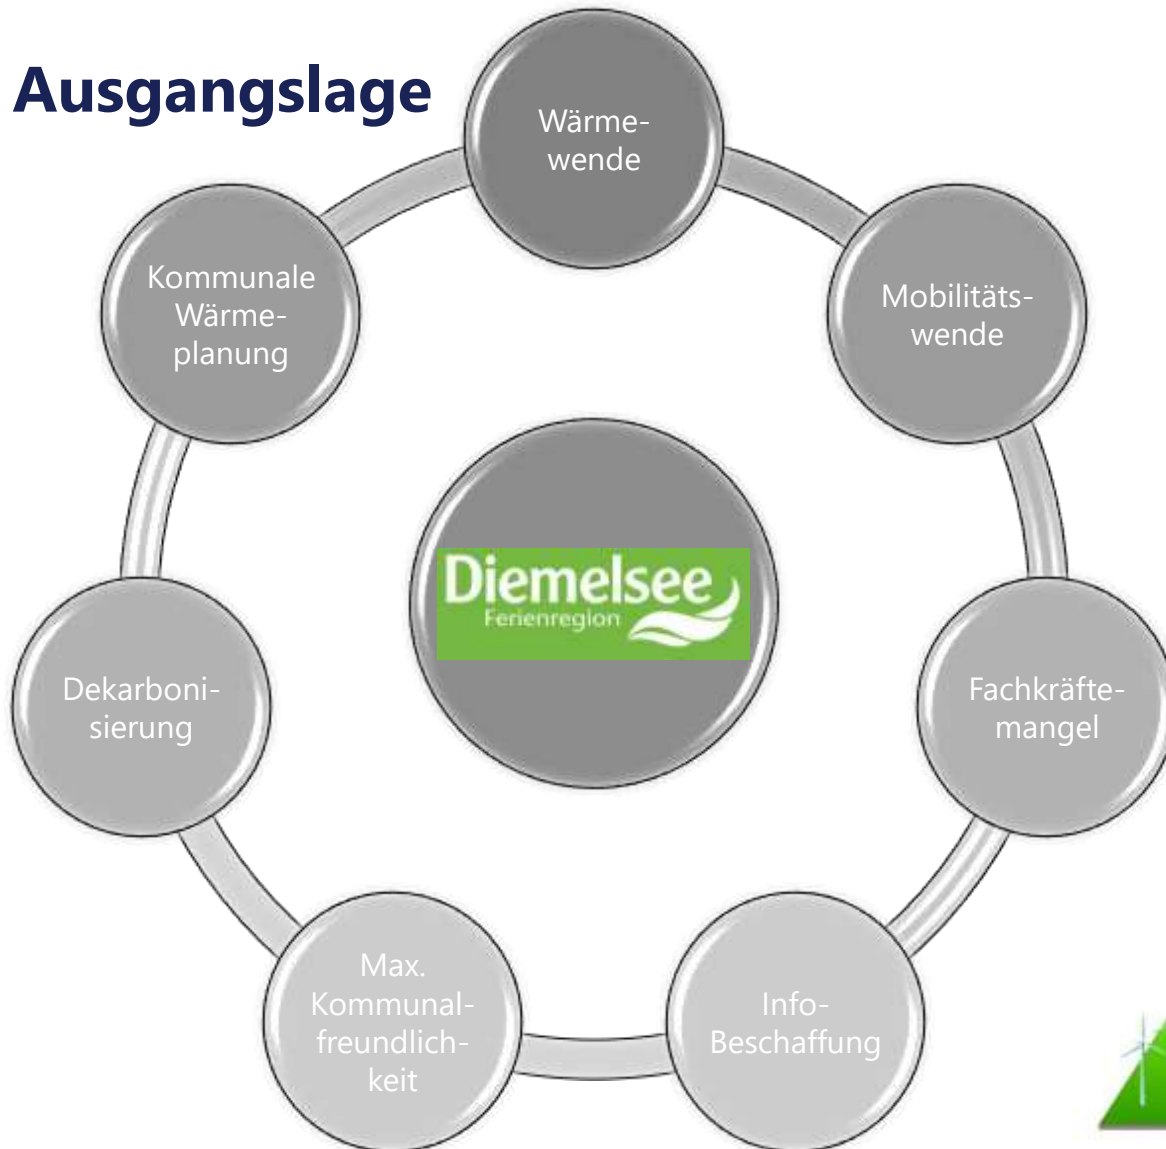 Ausgangslage
Wärme-
wende
Mobilitäts-
wende
Fachkräfte-
mangel
Info-
Beschaffung
Max.
Kommunal-
freundlich-
keit
Dekarboni-
sierung
Kommunale
Wärme-
planung
Diemelsee
Ferienregion